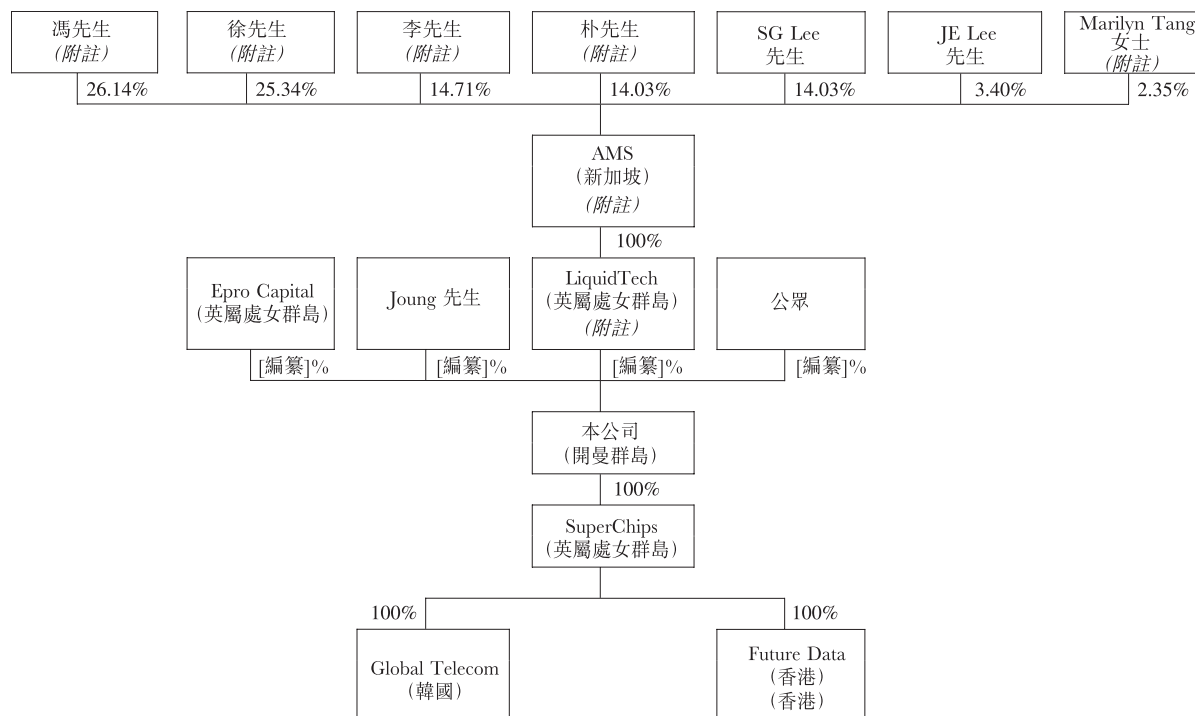 馮先生
(附註)
徐先生
(附註)
李先生
(附註)
朴先生
(附註)
SG Lee
先生
JE Lee
先生
Marilyn Tang
女士
(附註)
26.14%
25.34%
14.71%
14.03%
14.03%
3.40%
2.35%
AMS
(新加坡)
(附註)
100%
Epro Capital
(英屬處女群島)
Joung 先生
LiquidTech
(英屬處女群島)
(附註)
公眾
[編纂]%
[編纂]%
[編纂]%
[編纂]%
本公司
(開曼群島)
100%
SuperChips
(英屬處女群島)
100%
100%
Global Telecom
(韓國)
Future Data
(香港)
(香港)